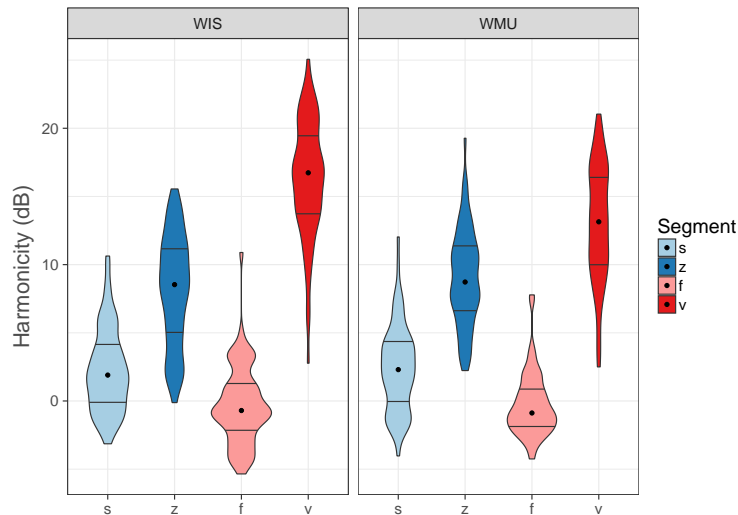 WIS WMU
Harmonicity (dB)
20
10
0
s z f v s z f v
Segment
s
z
f
v